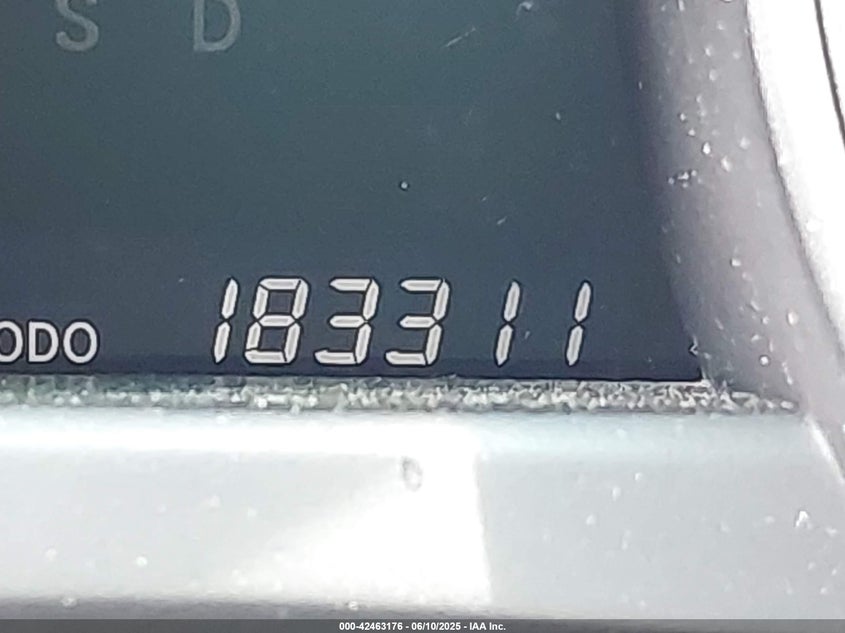 S D
ODO 183311
000-42463176 - 06/10/2025 - IAA Inc.